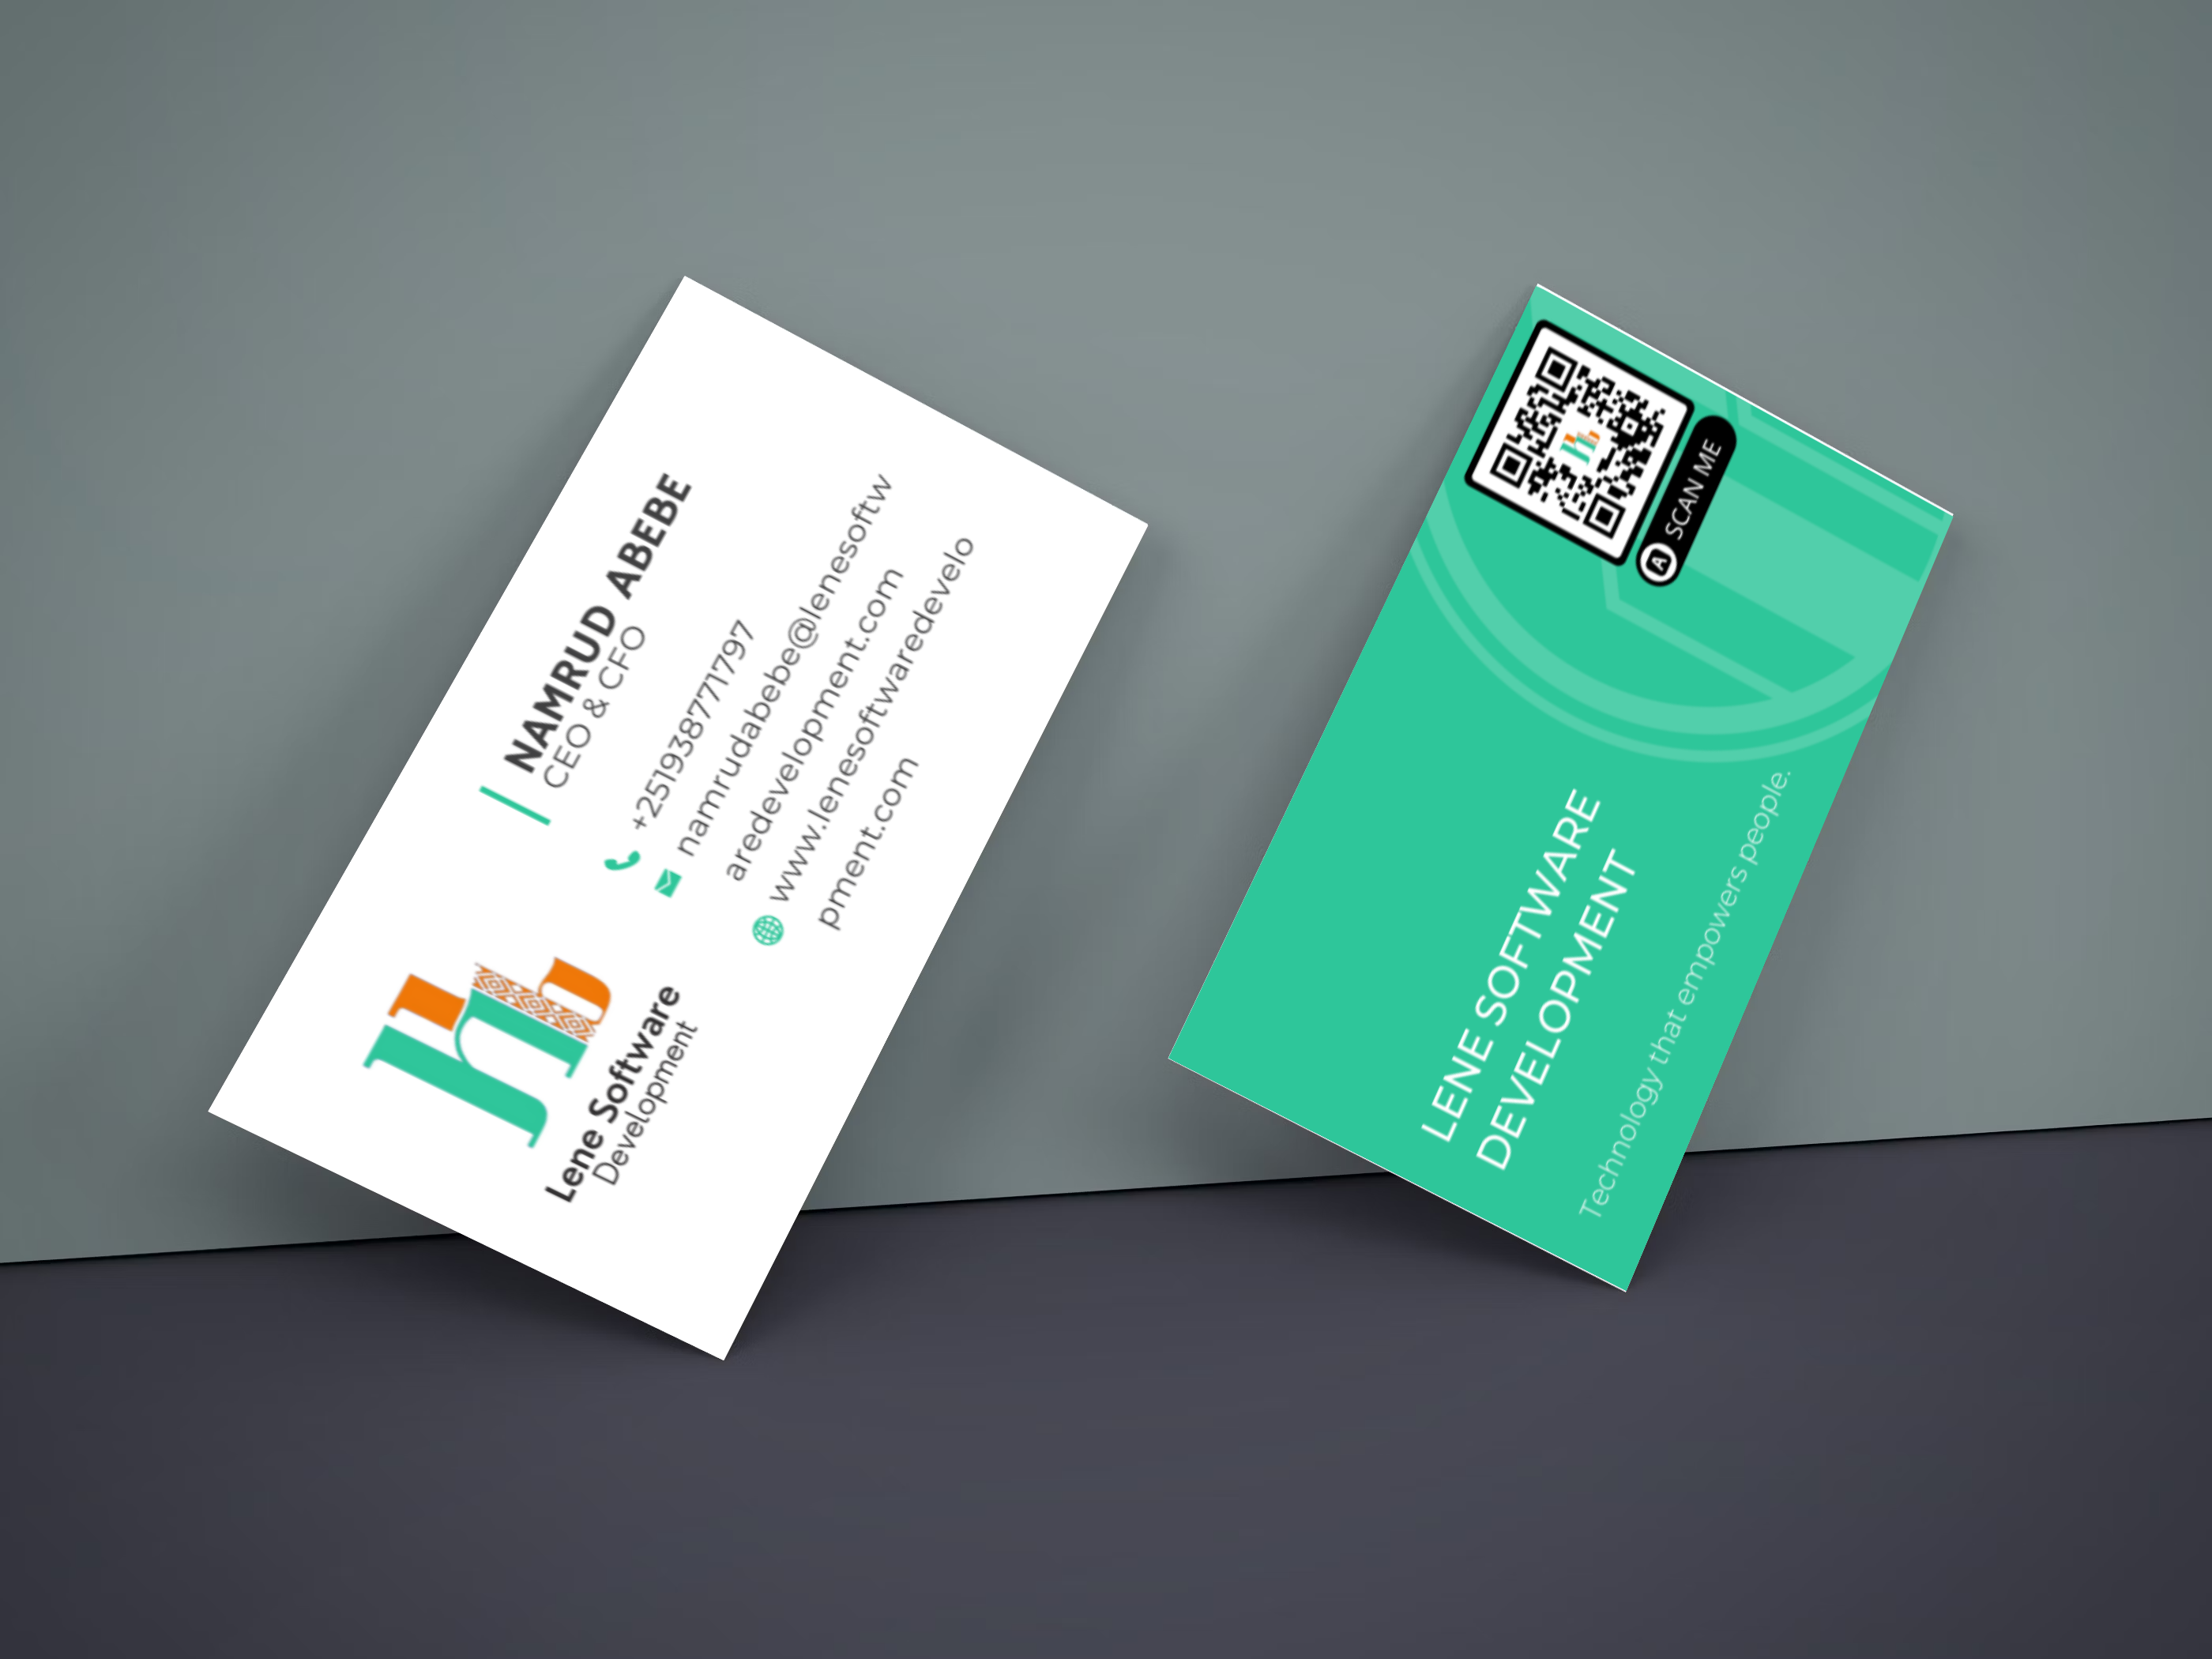 NAMRUD ABEBE
CEO & CFO
+251938771797
namrudabebe@lenesoftw
aredevelopment.com
www.lenesoftwaredevelo
pment.com
Lene Software
Development
SCAN ME
LENE SOFTWARE
DEVELOPMENT
Technology that empowers people.